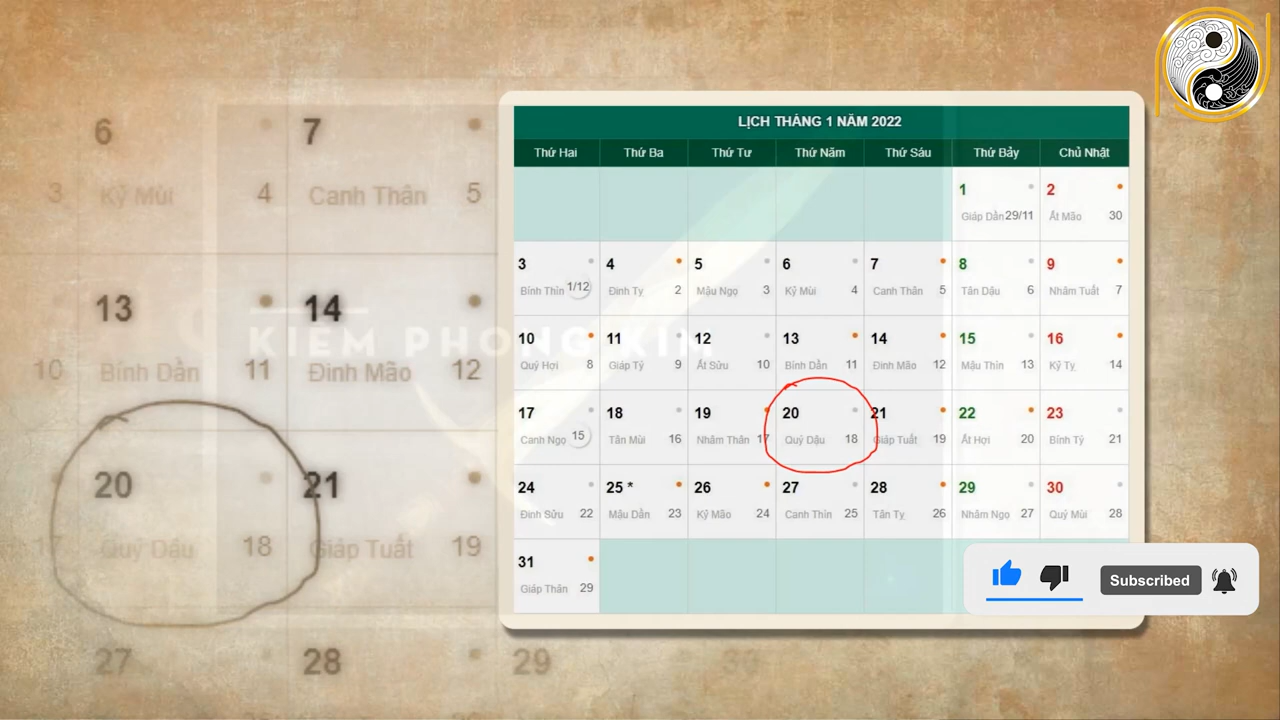 LỊCH THÁNG 1 NĂM 2022
Thứ Hai Thứ Ba Thứ Tư Thứ Năm Thứ Sáu Thứ Bảy Chủ Nhật
1 2
Giáp Dần 29/11 Ất Mão 30
3 4 5 6 7 8 9
Bính Thìn 1/12 Đinh Tỵ 2 Mậu Ngọ 3 Kỷ Mùi 4 Canh Thân 5 Tân Dậu 6 Nhâm Tuất 7
10 11 12 13 14 15 16
Quý Hợi 8 Giáp Tý 9 Ất Sửu 10 Bính Dần 11 Đinh Mão 12 Mậu Thìn 13 Kỷ Tỵ 14
17 18 19 20 21 22 23
Canh Ngọ 15 Tân Mùi 16 Nhâm Thân 17 Quý Dậu 18 Giáp Tuất 19 Ất Hợi 20 Bính Tý 21
24 25 * 26 27 28 29 30
Đinh Sửu 22 Mậu Dần 23 Kỷ Mão 24 Canh Thìn 25 Tân Tỵ 26 Nhâm Ngọ 27 Quý Mùi 28
31
Giáp Thân 29
6 7
3 Kỷ Mùi 4 Canh Thân 5
13 14
10 Bính Dần 11 Đinh Mão 12
20 21
17 Quý Dậu 18 Giáp Tuất 19
27 28 29 30
KIEM PHONG KIM
Subscribed